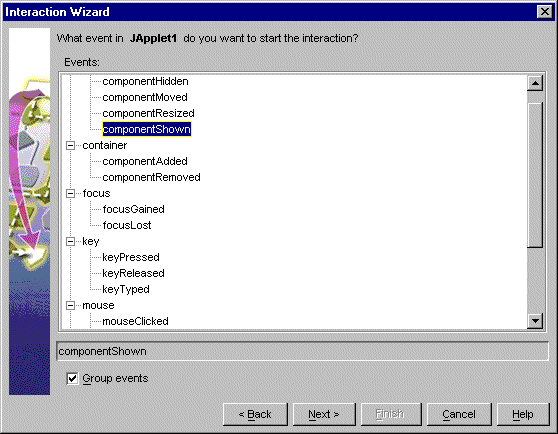 Interaction Wizard
What event in JApplet1 do you want to start the interaction?
Events:
componentHidden
componentMoved
componentResized
componentShown
container
componentAdded
componentRemoved
focus
focusGained
focusLost
key
keyPressed
keyReleased
keyTyped
mouse
mouseClicked
componentShown
Group events
< Back Next > Finish Cancel Help